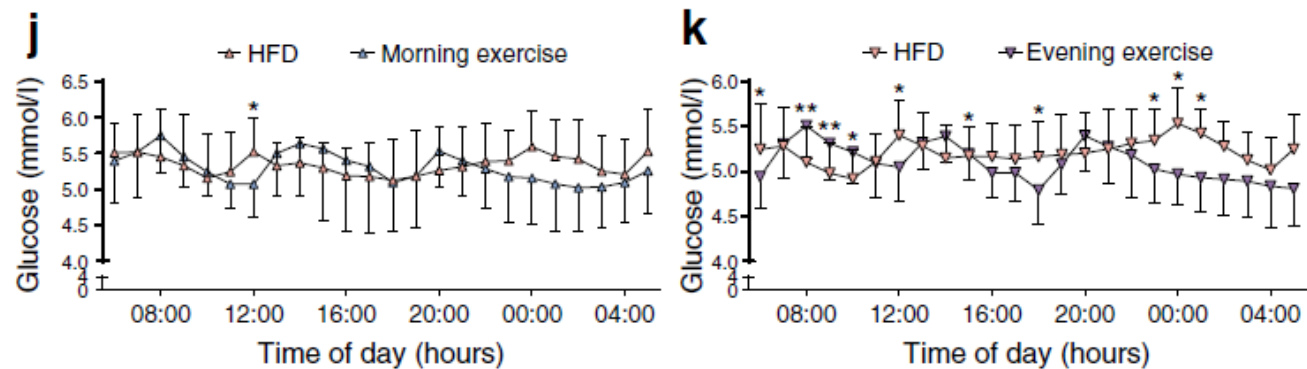 j
HFD Morning exercise
Glucose (mmol/l)
6.5
6.0
5.5
5.0
4.5
4.0
4
0
*
08:00 12:00 16:00 20:00 00:00 04:00
Time of day (hours)
k
HFD Evening exercise
Glucose (mmol/l)
6.0
5.5
5.0
4.5
4.0
4
0
* ** ** * * * * * * *
08:00 12:00 16:00 20:00 00:00 04:00
Time of day (hours)